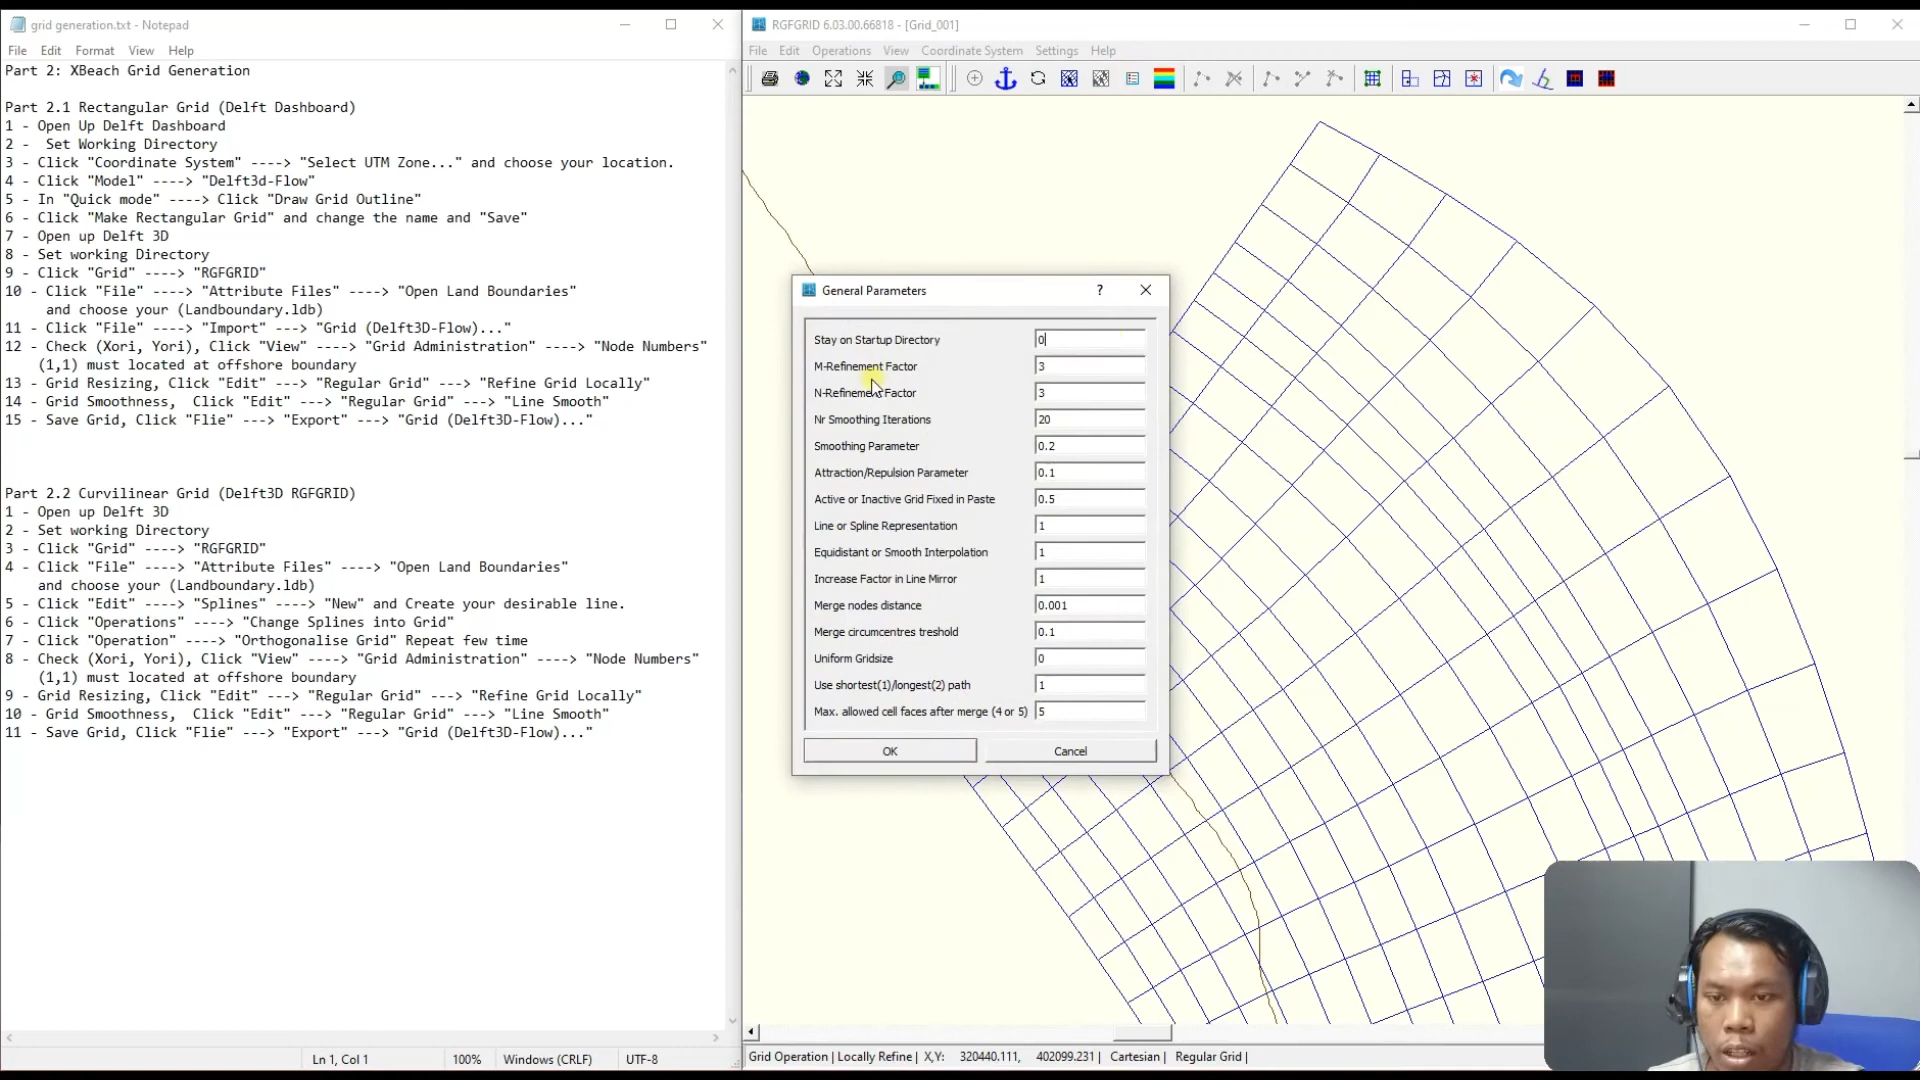 grid generation.txt - Notepad
File Edit Format View Help
Part 2: XBeach Grid Generation
Part 2.1 Rectangular Grid (Delft Dashboard)
1 - Open Up Delft Dashboard
2 -  Set Working Directory
3 - Click "Coordinate System" ----> "Select UTM Zone..." and choose your location.
4 - Click "Model" ----> "Delft3d-Flow"
5 - In "Quick mode" ----> Click "Draw Grid Outline"
6 - Click "Make Rectangular Grid" and change the name and "Save"
7 - Open up Delft 3D
8 - Set working Directory
9 - Click "Grid" ----> "RGFGRID"
10 - Click "File" ----> "Attribute Files" ----> "Open Land Boundaries"
and choose your (Landboundary.ldb)
11 - Click "File" ----> "Import" ---> "Grid (Delft3D-Flow)..."
12 - Check (Xori, Yori), Click "View" ----> "Grid Administration" ----> "Node Numbers"
(1,1) must located at offshore boundary
13 - Grid Resizing, Click "Edit" ---> "Regular Grid" ---> "Refine Grid Locally"
14 - Grid Smoothness,  Click "Edit" ---> "Regular Grid" ---> "Line Smooth"
15 - Save Grid, Click "Flie" ---> "Export" ---> "Grid (Delft3D-Flow)..."
Part 2.2 Curvilinear Grid (Delft3D RGFGRID)
1 - Open up Delft 3D
2 - Set working Directory
3 - Click "Grid" ----> "RGFGRID"
4 - Click "File" ----> "Attribute Files" ----> "Open Land Boundaries"
and choose your (Landboundary.ldb)
5 - Click "Edit" ----> "Splines" ----> "New" and Create your desirable line.
6 - Click "Operations" ----> "Change Splines into Grid"
7 - Click "Operation" ----> "Orthogonalise Grid" Repeat few time
8 - Check (Xori, Yori), Click "View" ----> "Grid Administration" ----> "Node Numbers"
(1,1) must located at offshore boundary
9 - Grid Resizing, Click "Edit" ---> "Regular Grid" ---> "Refine Grid Locally"
10 - Grid Smoothness,  Click "Edit" ---> "Regular Grid" ---> "Line Smooth"
11 - Save Grid, Click "Flie" ---> "Export" ---> "Grid (Delft3D-Flow)..."
Ln 1, Col 1 100% Windows (CRLF) UTF-8
RGFGRID 6.03.00.66818 - [Grid_001]
File Edit Operations View Coordinate System Settings Help
General Parameters ?
Stay on Startup Directory 0
M-Refinement Factor 3
N-Refinement Factor 3
Nr Smoothing Iterations 20
Smoothing Parameter 0.2
Attraction/Repulsion Parameter 0.1
Active or Inactive Grid Fixed in Paste 0.5
Line or Spline Representation 1
Equidistant or Smooth Interpolation 1
Increase Factor in Line Mirror 1
Merge nodes distance 0.001
Merge circumcentres treshold 0.1
Uniform Gridsize 0
Use shortest(1)/longest(2) path 1
Max. allowed cell faces after merge (4 or 5) 5
OK Cancel
Grid Operation | Locally Refine | X,Y: 320440.111, 402099.231 | Cartesian | Regular Grid |